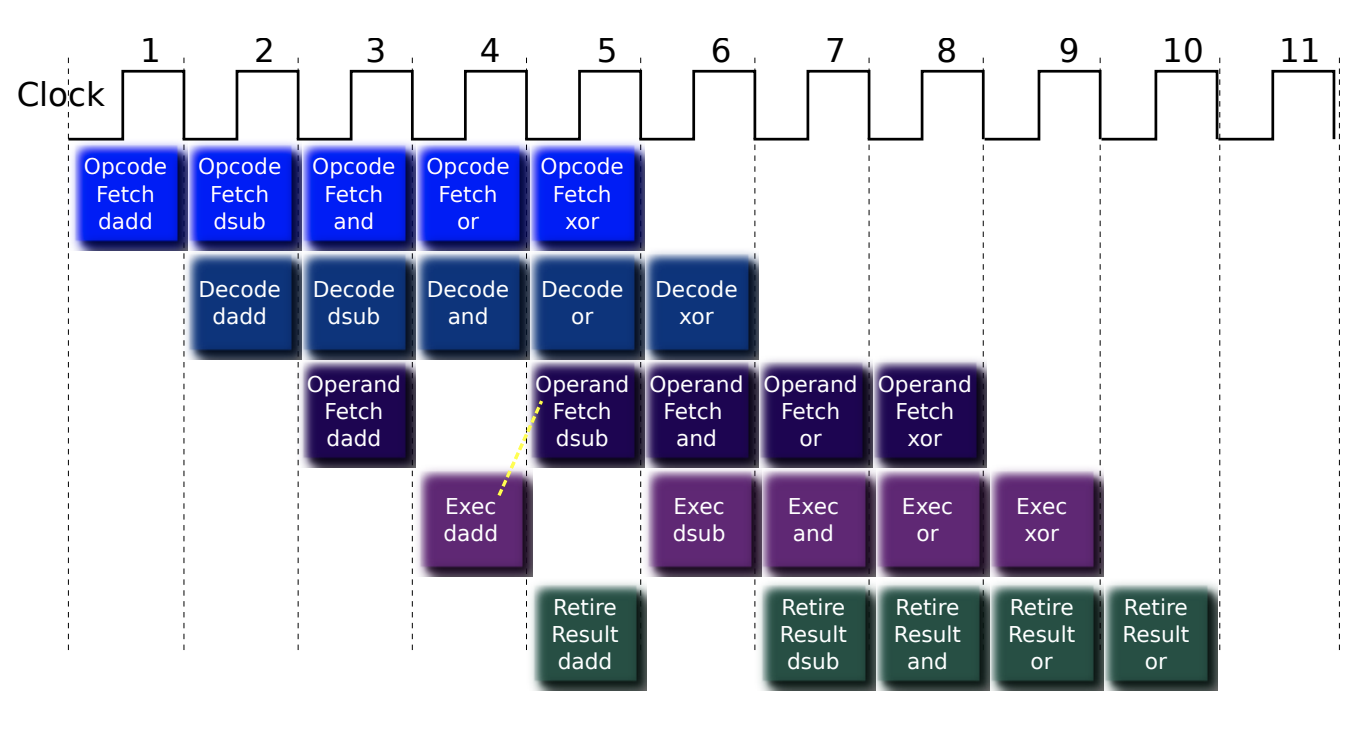 1 2 3 4 5 6 7 8 9 10 11
Clock
Opcode Opcode Opcode Opcode Opcode
Fetch Fetch Fetch Fetch Fetch
dadd dsub and or xor
Decode Decode Decode Decode Decode
dadd dsub and or xor
Operand Operand Operand Operand Operand
Fetch Fetch Fetch Fetch Fetch
dadd dsub and or xor
Exec Exec Exec Exec Exec
dadd dsub and or xor
Retire Retire Retire Retire Retire
Result Result Result Result Result
dadd dsub and or or